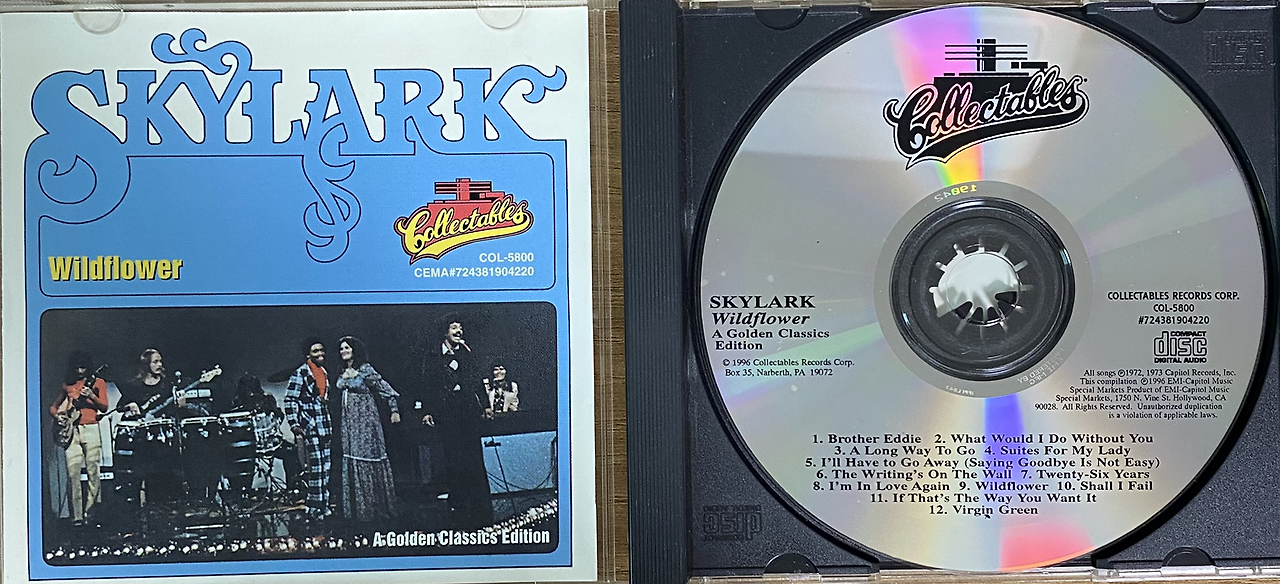 SKYLARK
Collectables
COL-5800
CEMA#724381904220
Wildflower
A Golden Classics Edition
Collectables
SKYLARK
Wildflower
A Golden Classics
Edition
© 1996 Collectables Records Corp.
Box 35, Narberth, PA 19072
COLLECTABLES RECORDS CORP.
COL-5800
#724381904220
COMPACT
disc
DIGITAL AUDIO
All songs ℗1972, 1973 Capitol Records, Inc.
This compilation ℗1996 EMI-Capitol Music
Special Markets Product of EMI-Capitol Music
Special Markets, 1750 N. Vine St. Hollywood, CA
90028. All Rights Reserved. Unauthorized duplication
is a violation of applicable laws.
1. Brother Eddie 2. What Would I Do Without You
3. A Long Way To Go 4. Suites For My Lady
5. I'll Have to Go Away (Saying Goodbye Is Not Easy)
6. The Writing's On The Wall 7. Twenty-Six Years
8. I'm In Love Again 9. Wildflower 10. Shall I Fail
11. If That's The Way You Want It
12. Virgin Green